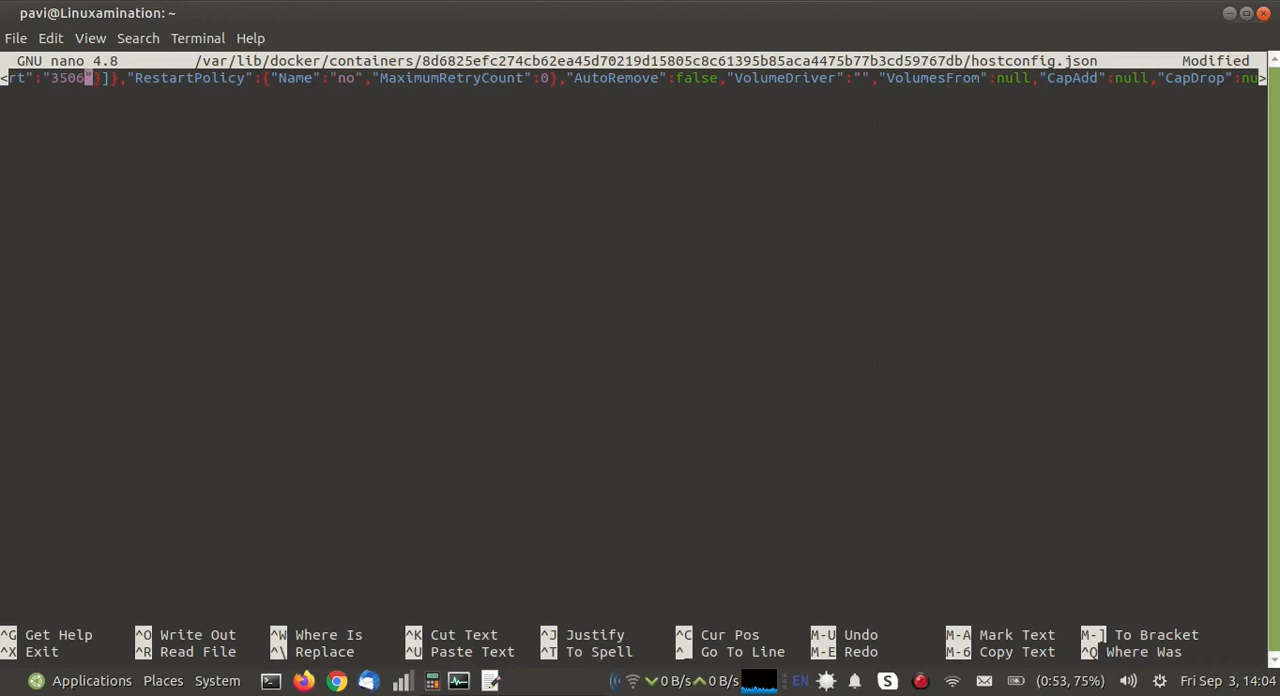 pavi@Linuxamination: ~
File Edit View Search Terminal Help
GNU nano 4.8 /var/lib/docker/containers/8d6825efc274cb62ea45d70219d15805c8c61395b85aca4475b77b3cd59767db/hostconfig.json Modified
<rt":"3506"}]},"RestartPolicy":{"Name":"no","MaximumRetryCount":0},"AutoRemove":false,"VolumeDriver":"","VolumesFrom":null,"CapAdd":null,"CapDrop":nu>
^G Get Help ^O Write Out ^W Where Is ^K Cut Text ^J Justify ^C Cur Pos M-U Undo M-A Mark Text M-] To Bracket
^X Exit ^R Read File ^\ Replace ^U Paste Text ^T To Spell ^_ Go To Line M-E Redo M-6 Copy Text ^Q Where Was
Applications Places System 0 B/s 0 B/s EN (0:53, 75%) Fri Sep 3, 14:04